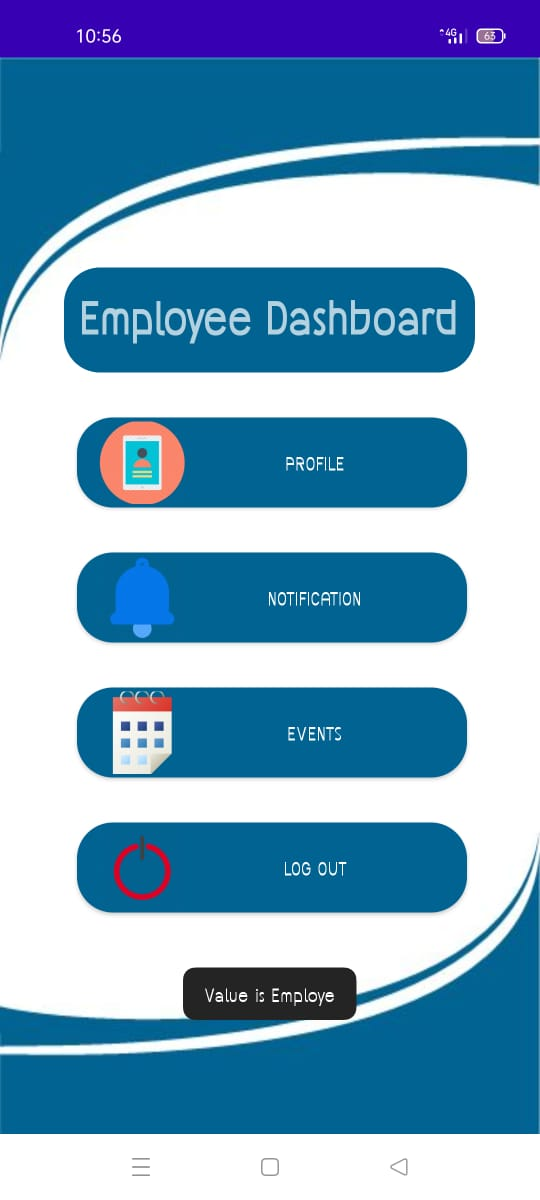 10:56
4G
63
Employee Dashboard
PROFILE
NOTIFICATION
EVENTS
LOG OUT
Value is Employe